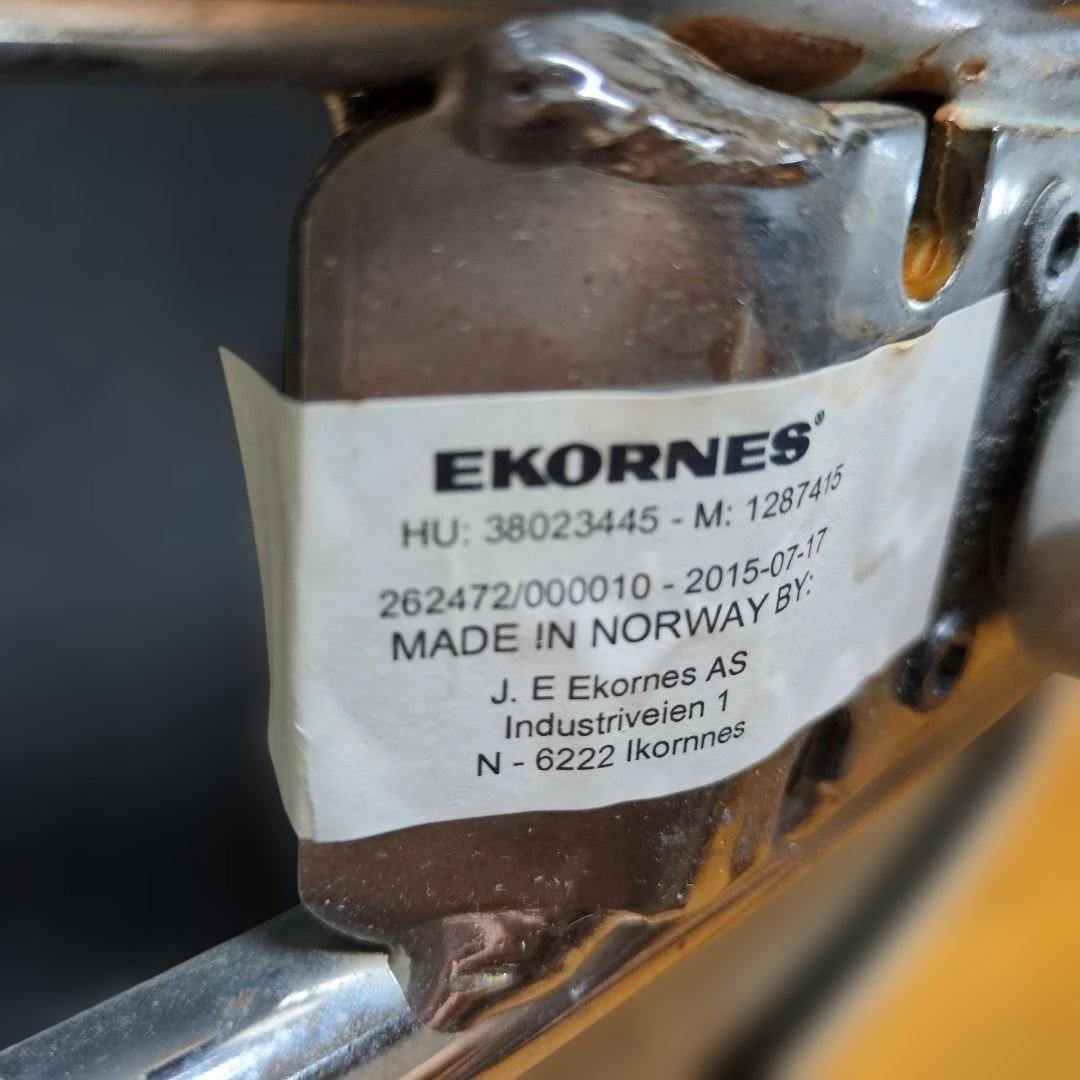 EKORNES®
HU: 38023445 - M: 1287415
262472/000010 - 2015-07-17
MADE IN NORWAY BY:
J. E Ekornes AS
Industriveien 1
N - 6222 Ikornnes